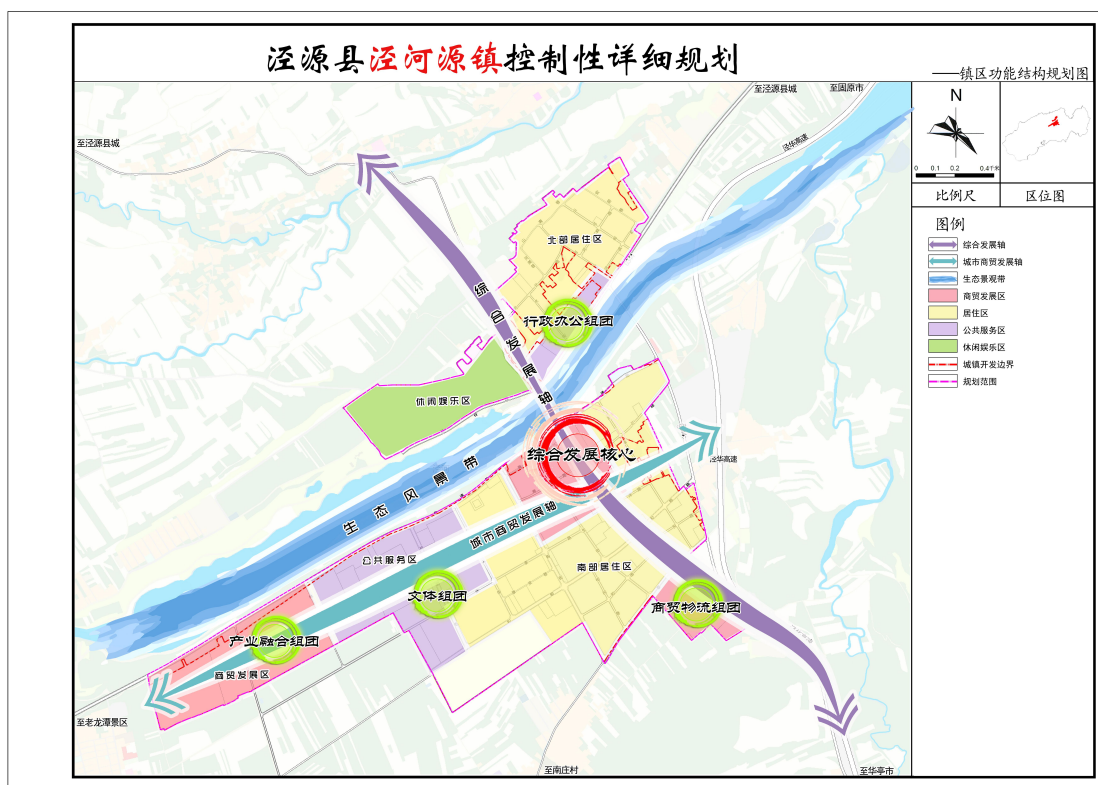 泾源县泾河源镇控制性详细规划
——镇区功能结构规划图
至泾源县城
至固原市
至泾源县城
泾华高速
N
0 0.1 0.2 0.4千米
比例尺
区位图
图例
综合发展轴
城市商贸发展轴
生态景观带
商贸发展区
居住区
公共服务区
休闲娱乐区
城镇开发边界
规划范围
北部居住区
行政办公组团
综合发展轴
休闲娱乐区
综合发展核心
泾华高速
生态风景带
城市商贸发展轴
公共服务区
南部居住区
文体组团
商贸物流组团
产业融合组团
商贸发展区
至老龙潭景区
至南庄村
至华亭市